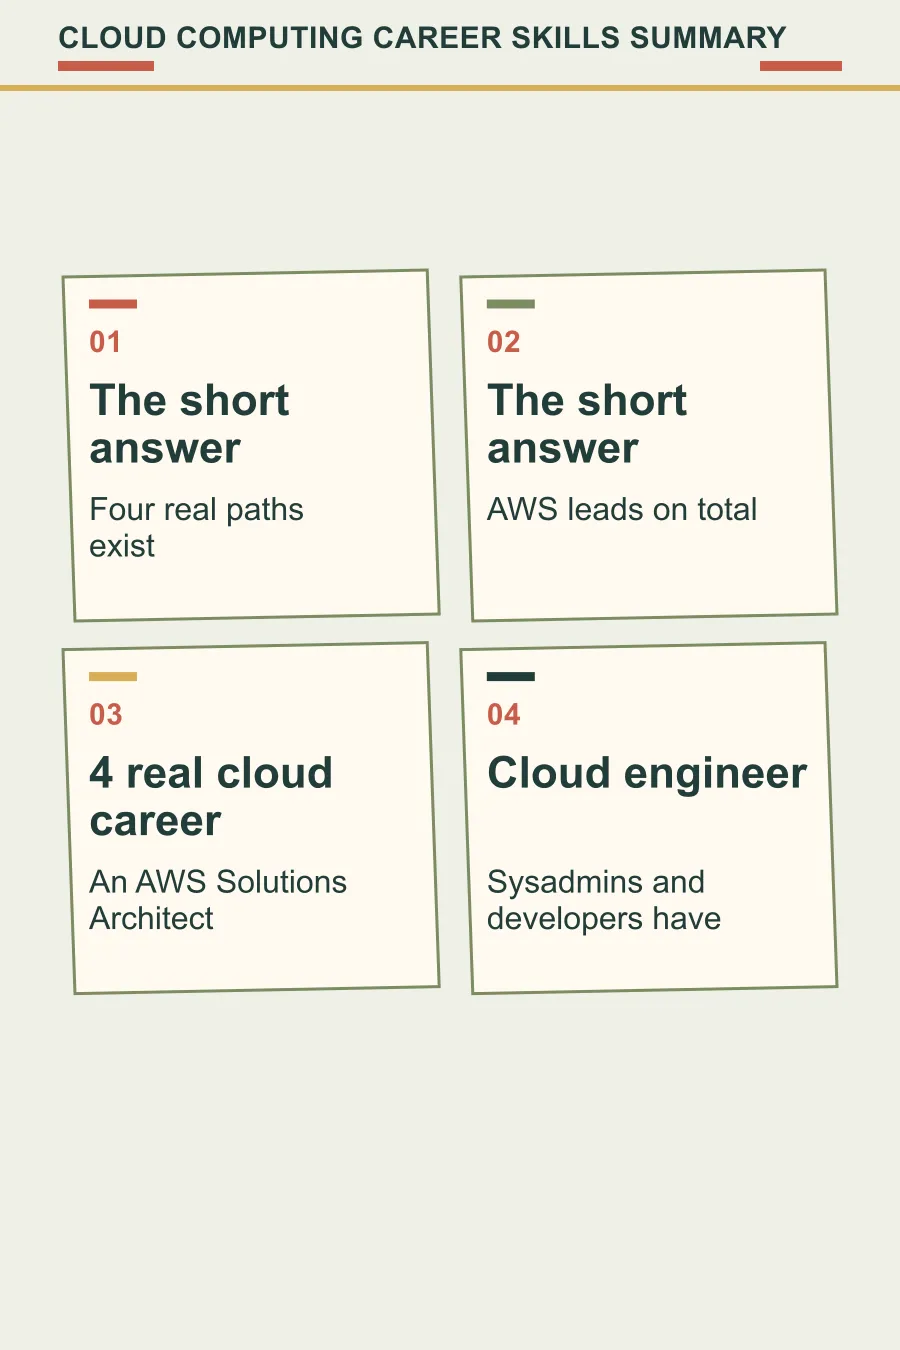 CLOUD COMPUTING CAREER SKILLS SUMMARY
01
The short
answer
Four real paths
exist
02
The short
answer
AWS leads on total
03
4 real cloud
career
An AWS Solutions
Architect
04
Cloud engineer
Sysadmins and
developers have